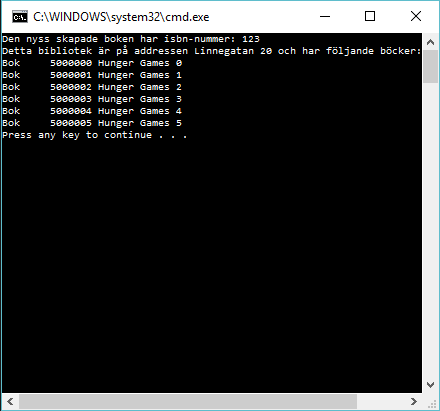 C:\WINDOWS\system32\cmd.exe
Den nyss skapade boken har isbn-nummer: 123
Detta bibliotek är på addressen Linnegatan 20 och har följande böcker:
Bok     5000000 Hunger Games 0
Bok     5000001 Hunger Games 1
Bok     5000002 Hunger Games 2
Bok     5000003 Hunger Games 3
Bok     5000004 Hunger Games 4
Bok     5000005 Hunger Games 5
Press any key to continue . . .